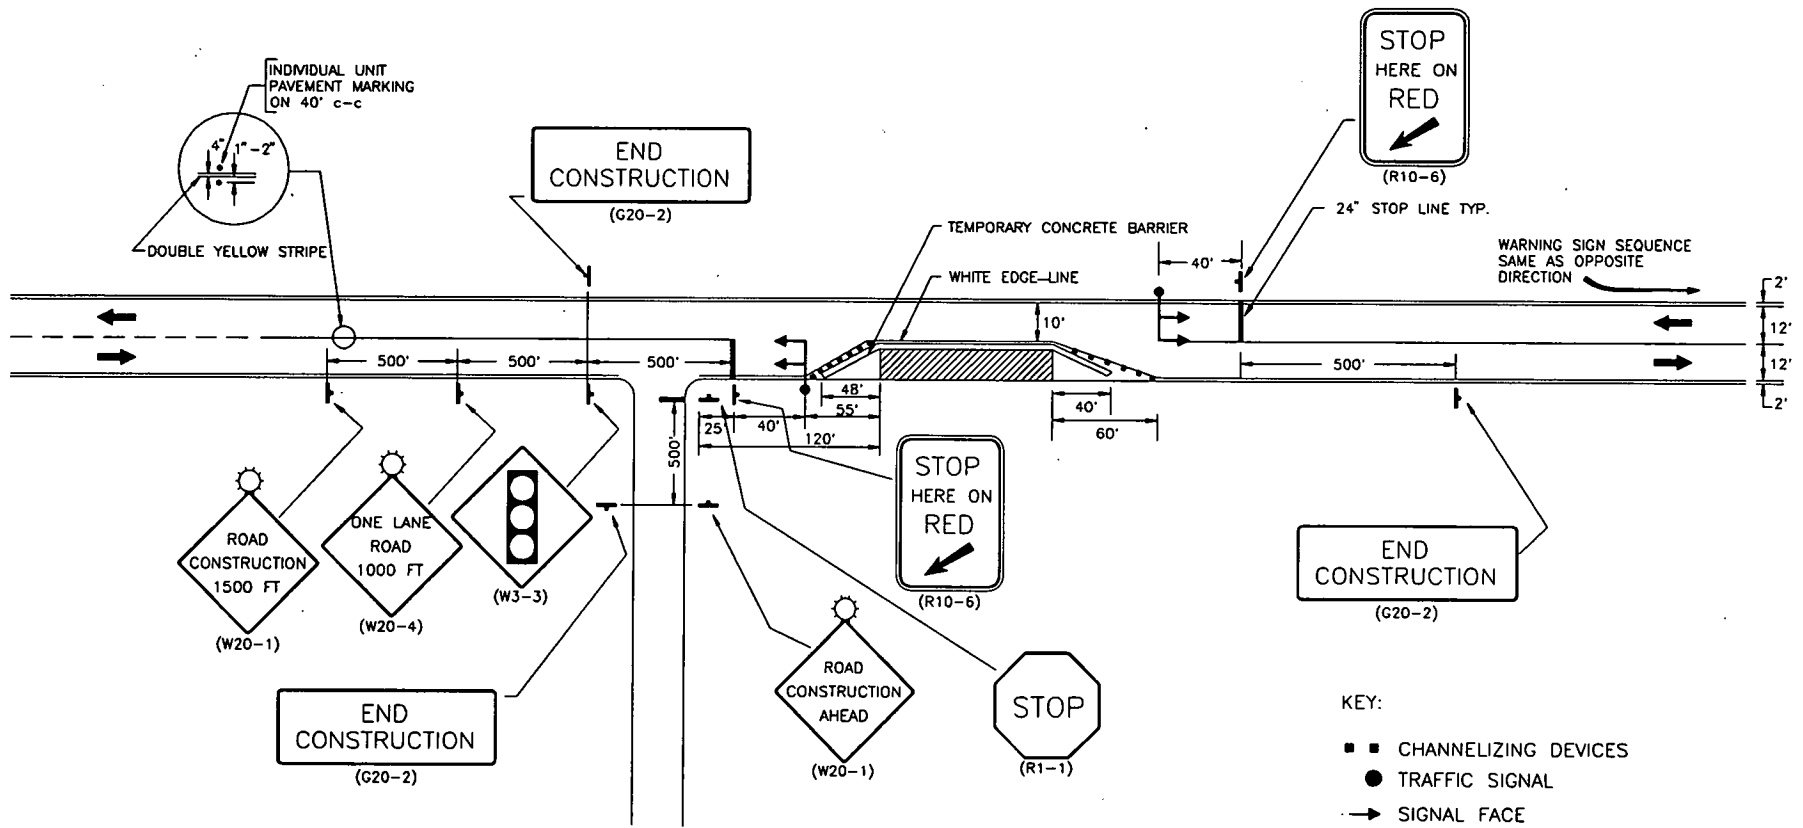 STOP
HERE ON
RED
(R10-6)
INDIVIDUAL UNIT
PAVEMENT MARKING
ON 40' c-c
4" 1"-2"
DOUBLE YELLOW STRIPE
END
CONSTRUCTION
(G20-2)
24" STOP LINE TYP.
TEMPORARY CONCRETE BARRIER
WHITE EDGE-LINE
WARNING SIGN SEQUENCE
SAME AS OPPOSITE
DIRECTION
40'
2'
12'
12'
2'
10'
500'
500'
500'
500'
48'
55'
25'
40'
120'
40'
60'
500'
ROAD
CONSTRUCTION
1500 FT
(W20-1)
ONE LANE
ROAD
1000 FT
(W20-4)
(W3-3)
STOP
HERE ON
RED
(R10-6)
END
CONSTRUCTION
(G20-2)
END
CONSTRUCTION
(G20-2)
ROAD
CONSTRUCTION
AHEAD
(W20-1)
STOP
(R1-1)
KEY:
CHANNELIZING DEVICES
TRAFFIC SIGNAL
SIGNAL FACE